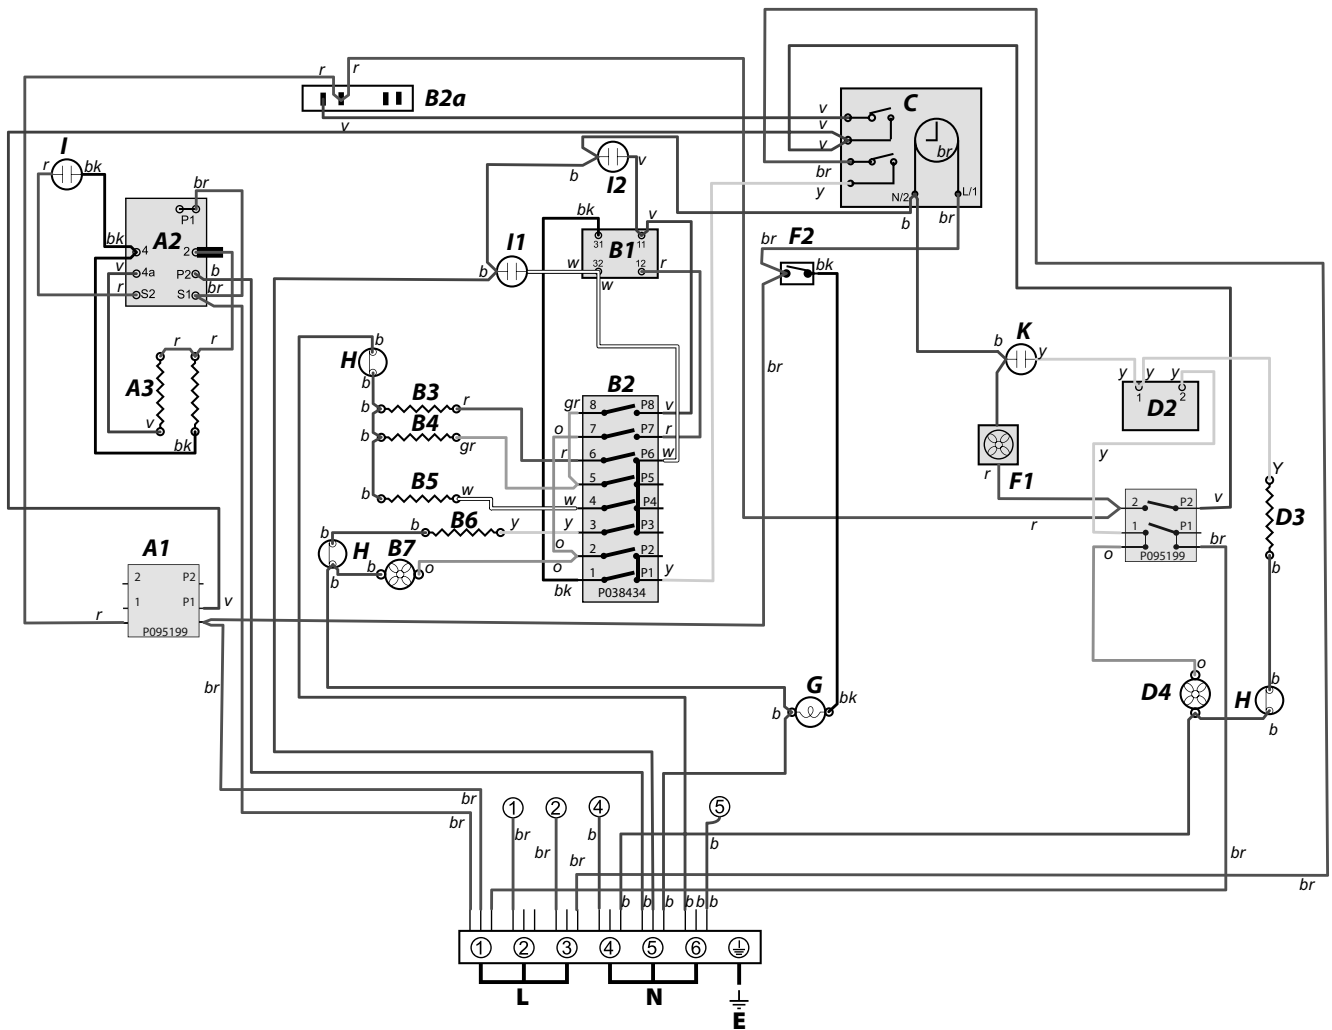 r
r
B2a
C
v
v
v
v
br
br
y
N/2
L/1
b
br
I
r
bk
br
P1
A2
bk
4
2
v
4a
P2
b
r
S2
S1
br
r
r
A3
v
bk
b
I2
v
bk
v
31
11
B1
I1
b
w
32
12
r
w
br
F2
bk
br
b
H
b
B3
b
r
B4
b
gr
B5
b
w
B6
b
y
b
H
B7
b
o
b
B2
gr
8
P8
v
o
7
P7
r
r
6
P6
w
5
P5
w
4
P4
y
3
P3
o
2
P2
o
1
P1
y
bk
P038434
K
b
y
y
y
y
1
2
D2
r
F1
y
r
2
P2
v
1
P1
o
br
P095199
Y
D3
b
A1
2
P2
1
P1
v
r
P095199
br
G
b
bk
o
D4
b
H
b
br
br
1
2
4
5
br
br
b
b
br
br
br
b
b
b
b
b
b
1
2
3
4
5
6
L
N
E